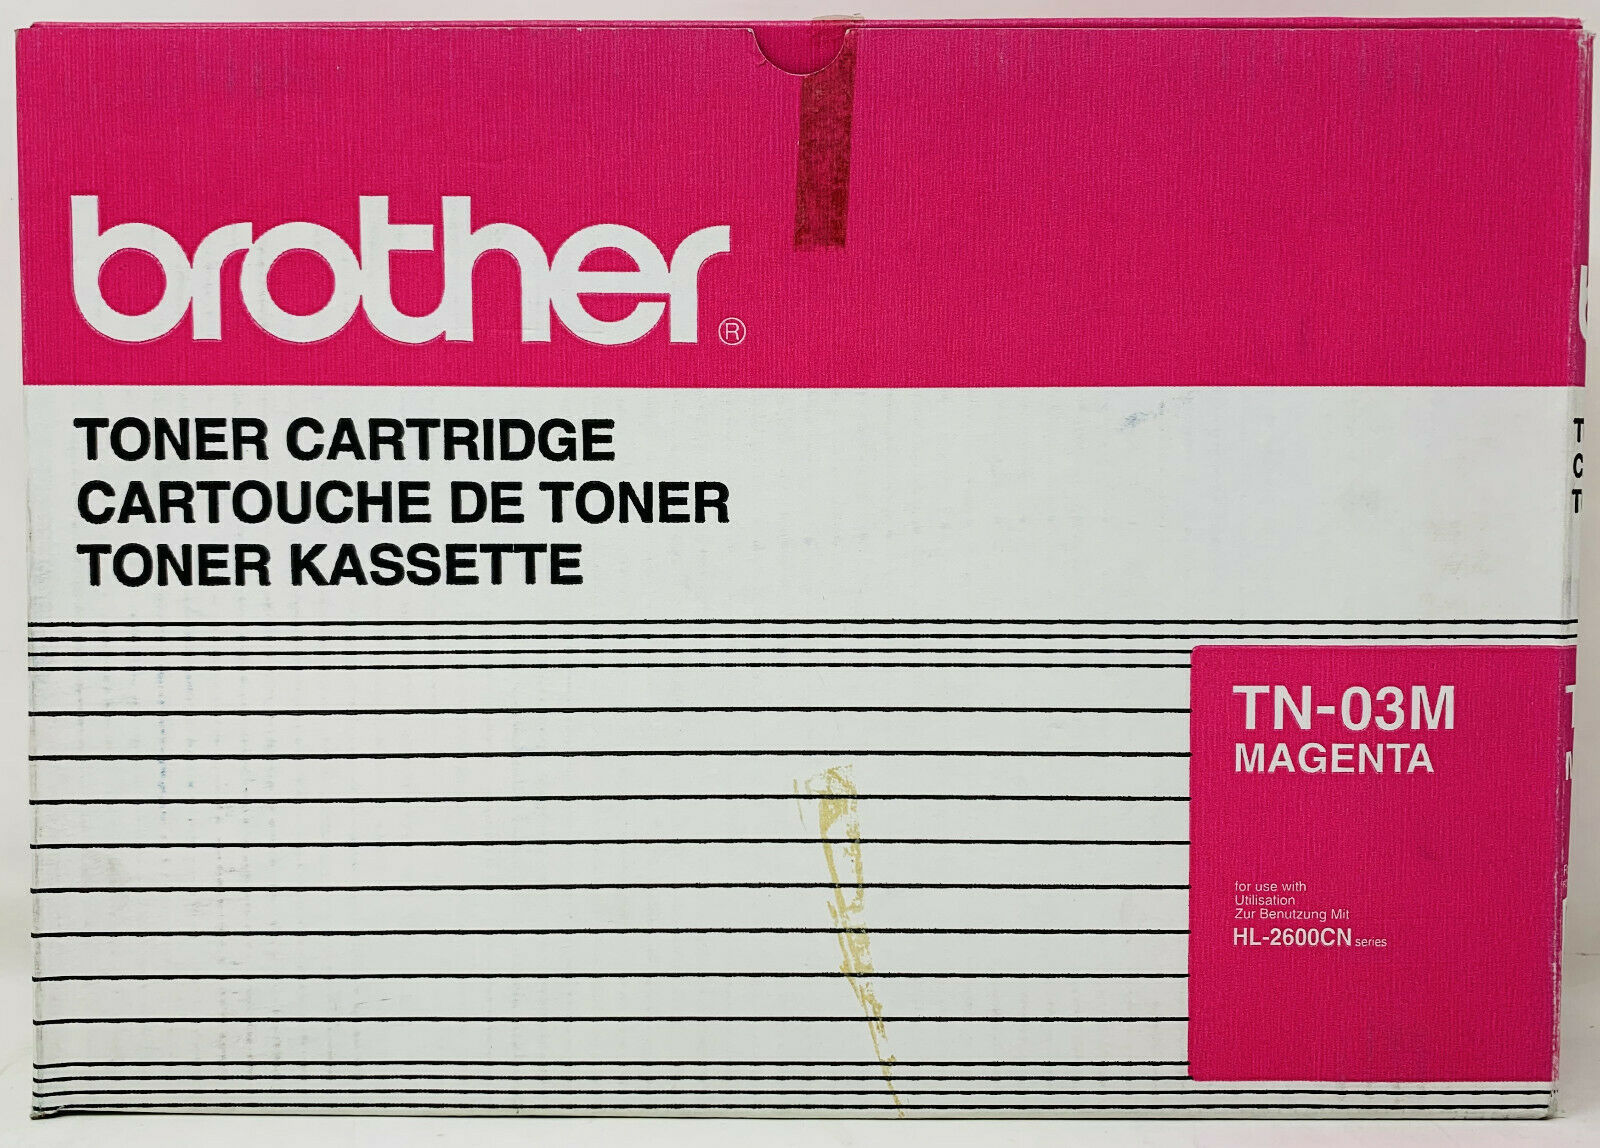 brother®
TONER CARTRIDGE
CARTOUCHE DE TONER
TONER KASSETTE
TN-03M
MAGENTA
for use with
Utilisation
Zur Benutzung Mit
HL-2600CN series